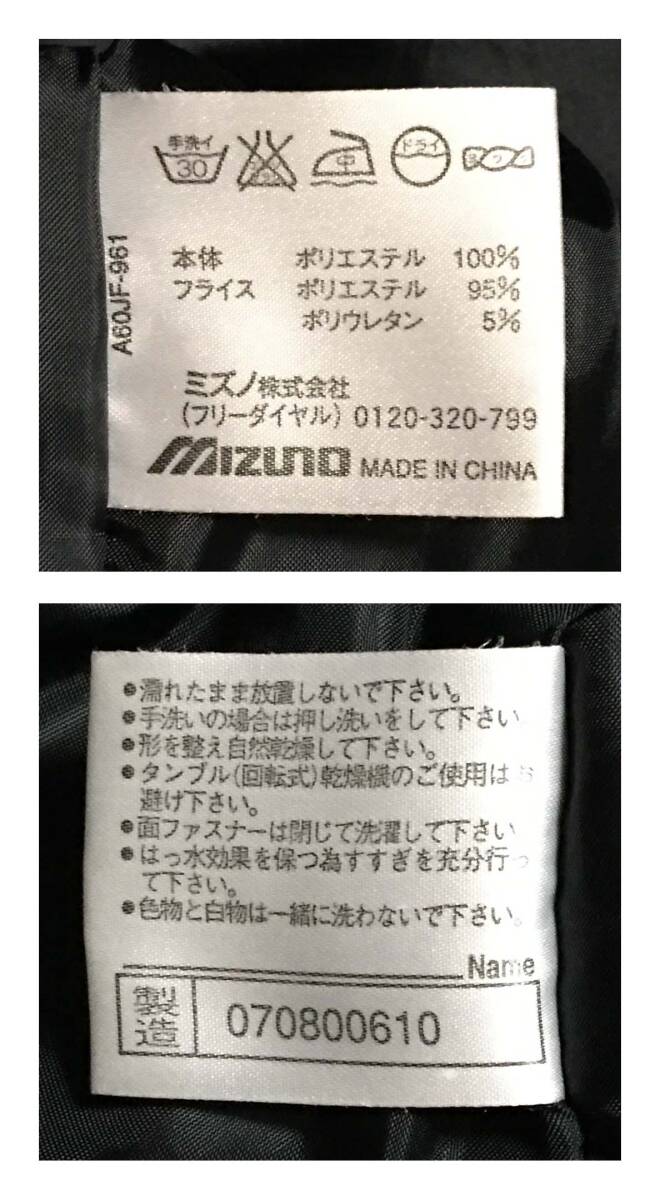 手洗イ 中 ドライ
30
A60JF-961
本体 ポリエステル 100%
フライス ポリエステル 95%
ポリウレタン 5%
ミズノ株式会社
(フリーダイヤル) 0120-320-799
MIZUNO MADE IN CHINA
●濡れたまま放置しないで下さい。
●手洗いの場合は押し洗いをして下さい
●形を整え自然乾燥して下さい。
●タンブル(回転式)乾燥機のご使用はお
避け下さい。
●面ファスナーは閉じて洗濯して下さい
●はっ水効果を保つ為すすぎを充分行っ
て下さい。
●色物と白物は一緒に洗わないで下さい。
Name
製造 070800610